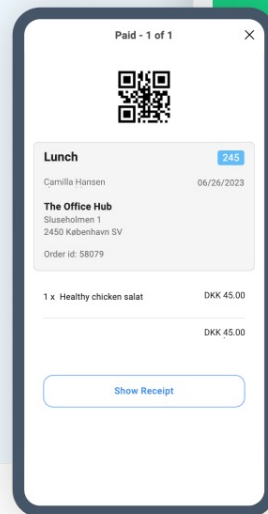 Paid - 1 of 1
Lunch 245
Camilla Hansen 06/26/2023
The Office Hub
Sluseholmen 1
2450 København SV
Order id: 58079
1 x Healthy chicken salat DKK 45.00
DKK 45.00
Show Receipt